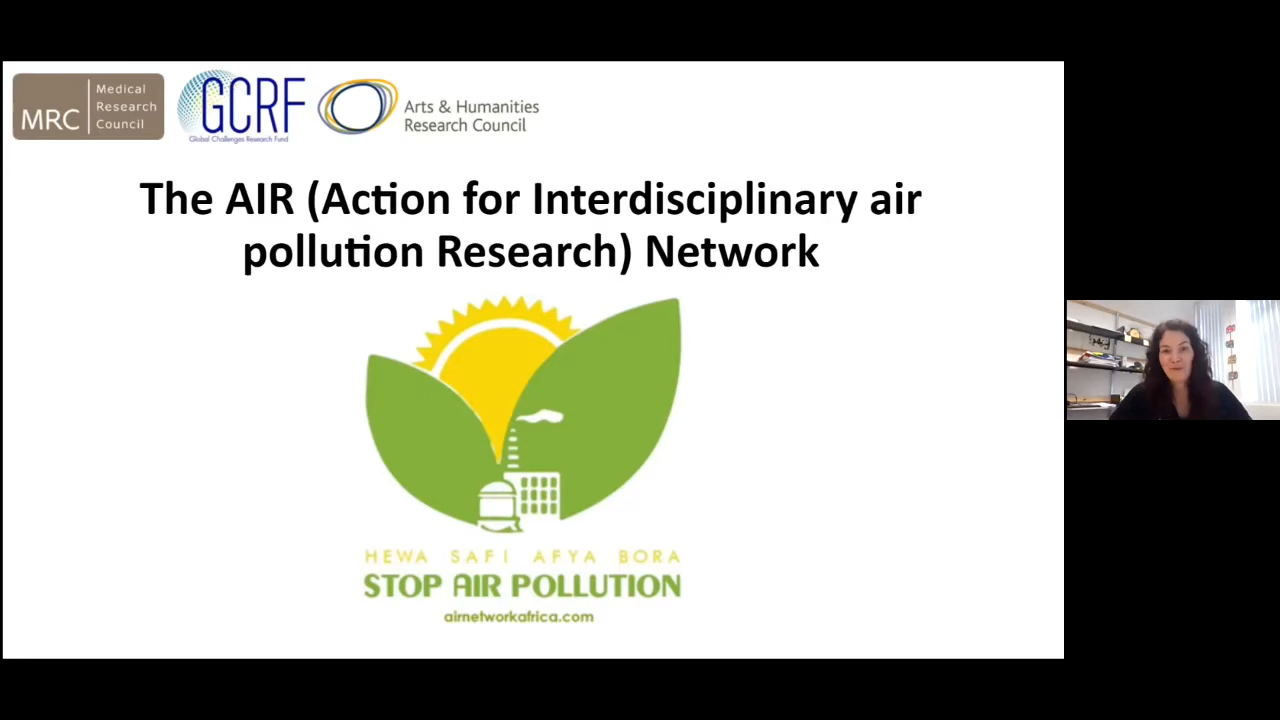 MRC
Medical
Research
Council
GCRF
Global Challenges Research Fund
Arts & Humanities
Research Council
The AIR (Action for Interdisciplinary air
pollution Research) Network
HEWA SAFI AFYA BORA
STOP AIR POLLUTION
airnetworkafrica.com